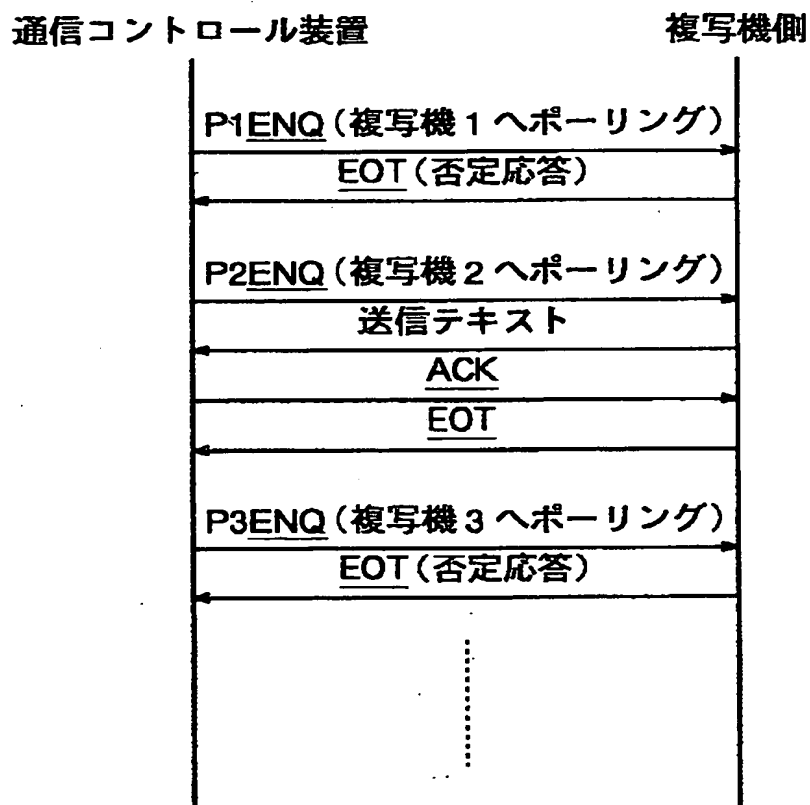 通信コントロール装置
複写機側
P1ENQ(複写機1へポーリング)
EOT(否定応答)
P2ENQ(複写機2へポーリング)
送信テキスト
ACK
EOT
P3ENQ(複写機3へポーリング)
EOT(否定応答)